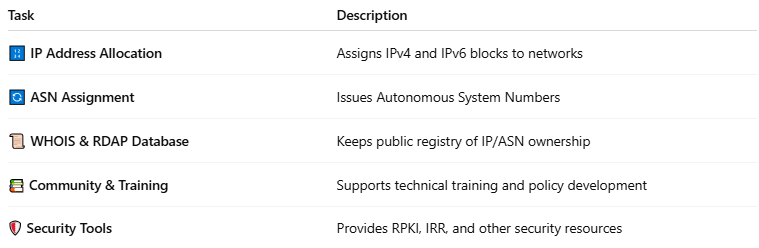 Task Description
IP Address Allocation Assigns IPv4 and IPv6 blocks to networks
ASN Assignment Issues Autonomous System Numbers
WHOIS & RDAP Database Keeps public registry of IP/ASN ownership
Community & Training Supports technical training and policy development
Security Tools Provides RPKI, IRR, and other security resources